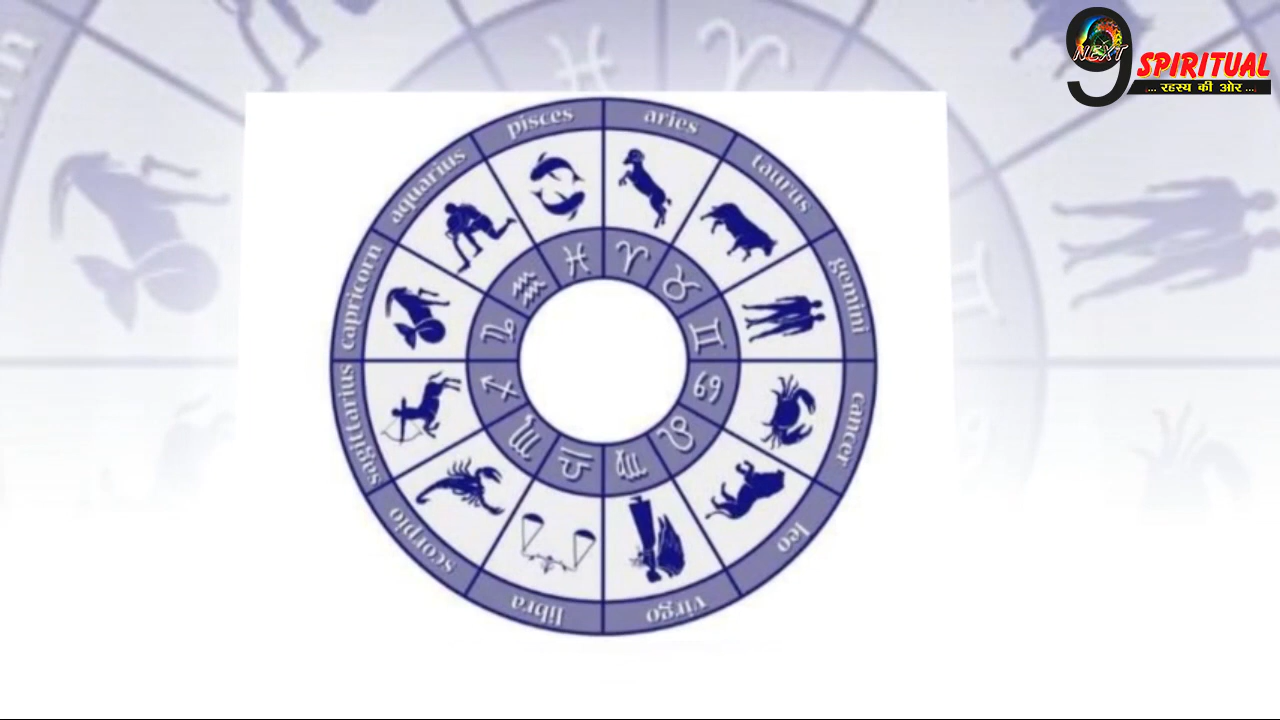 9
NEXT
SPIRITUAL
... रहस्य की ओर ...
pisces
aries
taurus
gemini
cancer
leo
virgo
libra
scorpio
sagittarius
capricorn
aquarius